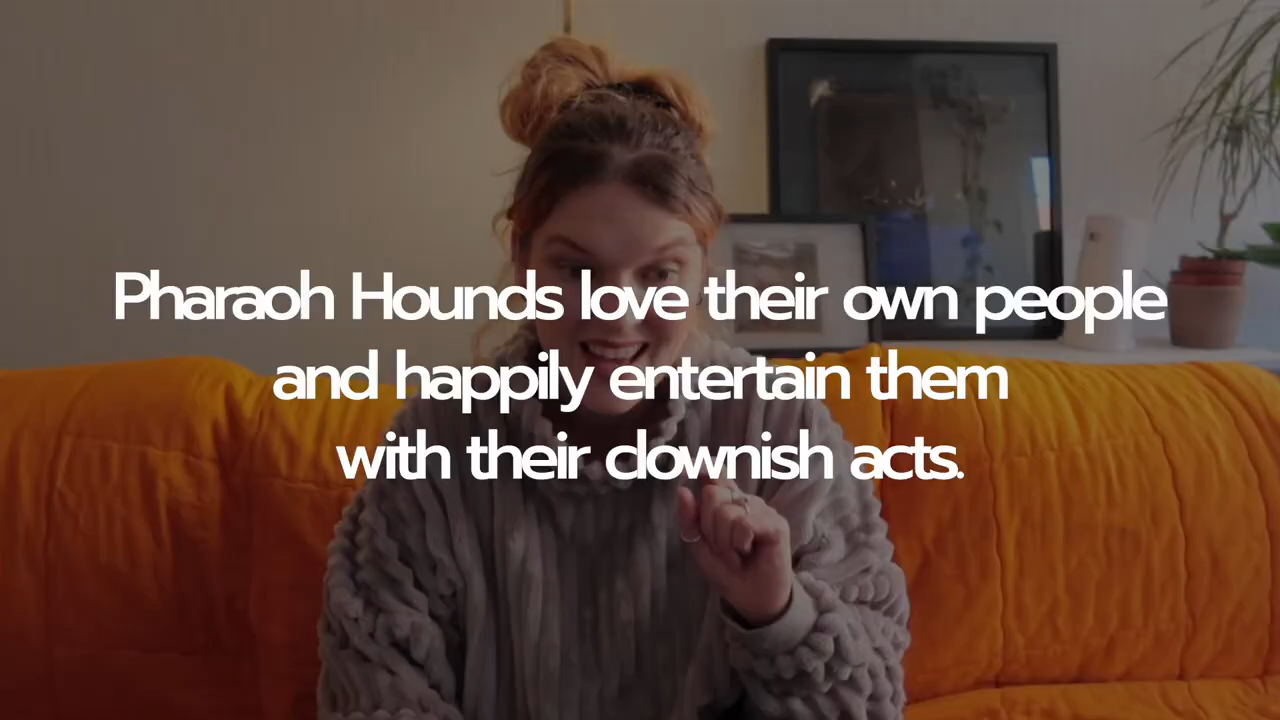 Pharaoh Hounds love their own people
and happily entertain them
with their clownish acts.